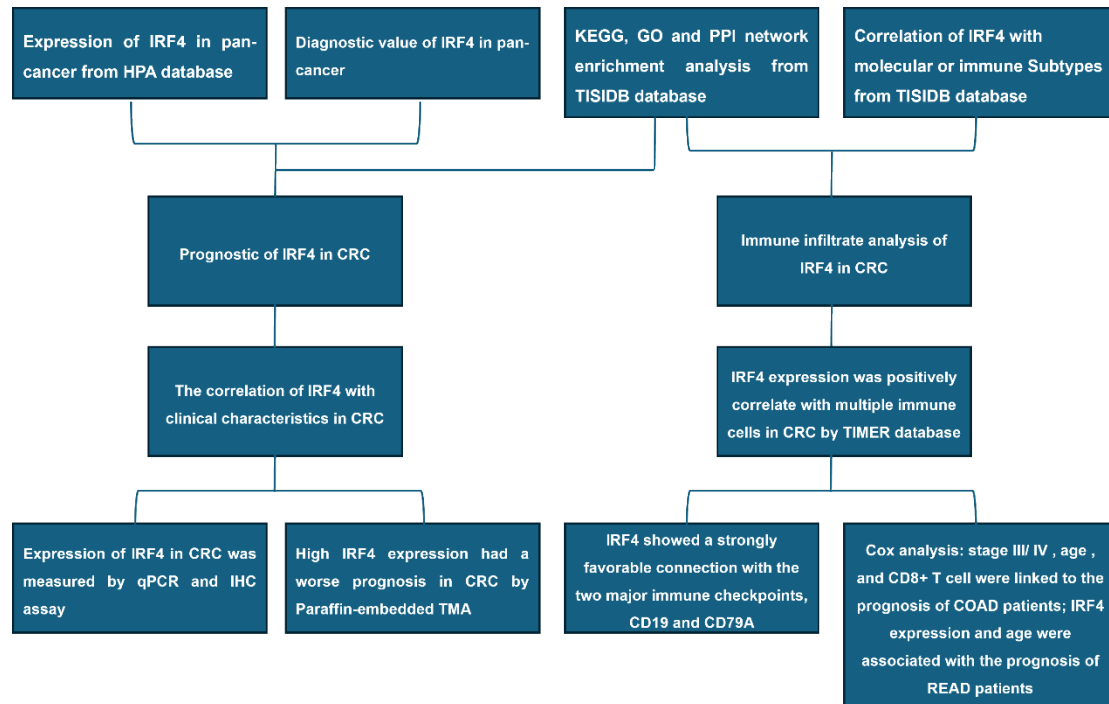 Expression of IRF4 in pan-
cancer from HPA database
Diagnostic value of IRF4 in pan-
cancer
KEGG, GO and PPI network
enrichment analysis from
TISIDB database
Correlation of IRF4 with
molecular or immune Subtypes
from TISIDB database
Prognostic of IRF4 in CRC
Immune infiltrate analysis of
IRF4 in CRC
The correlation of IRF4 with
clinical characteristics in CRC
IRF4 expression was positively
correlate with multiple immune
cells in CRC by TIMER database
Expression of IRF4 in CRC was
measured by qPCR and IHC
assay
High IRF4 expression had a
worse prognosis in CRC by
Paraffin-embedded TMA
IRF4 showed a strongly
favorable connection with the
two major immune checkpoints,
CD19 and CD79A
Cox analysis: stage III/ IV , age ,
and CD8+ T cell were linked to the
prognosis of COAD patients; IRF4
expression and age were
associated with the prognosis of
READ patients